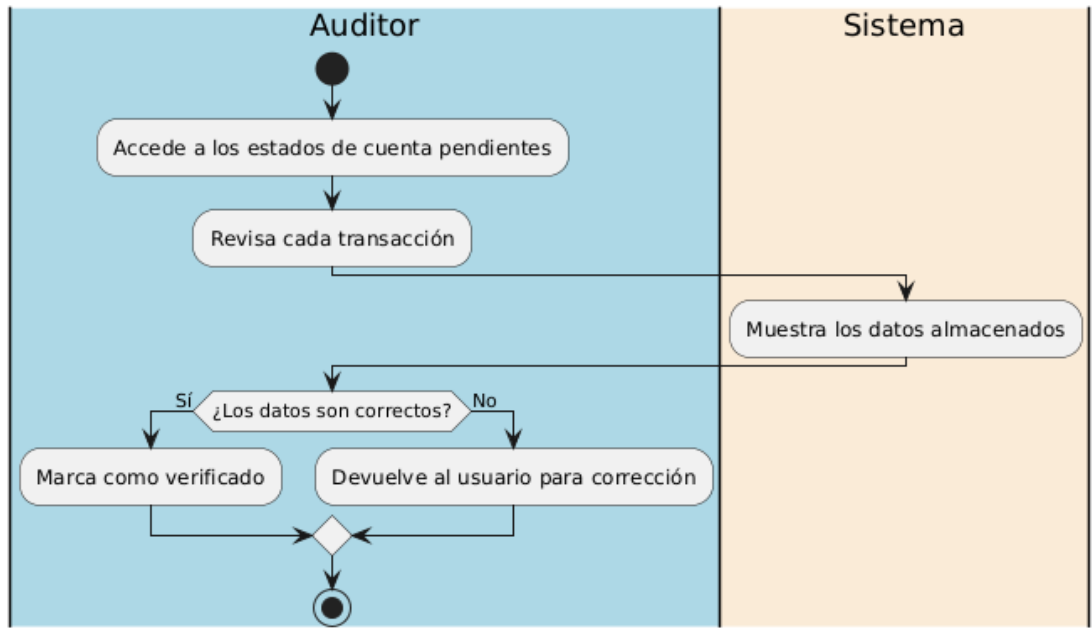 Auditor
Sistema
Accede a los estados de cuenta pendientes
Revisa cada transacción
Muestra los datos almacenados
Sí
¿Los datos son correctos?
No
Marca como verificado
Devuelve al usuario para corrección